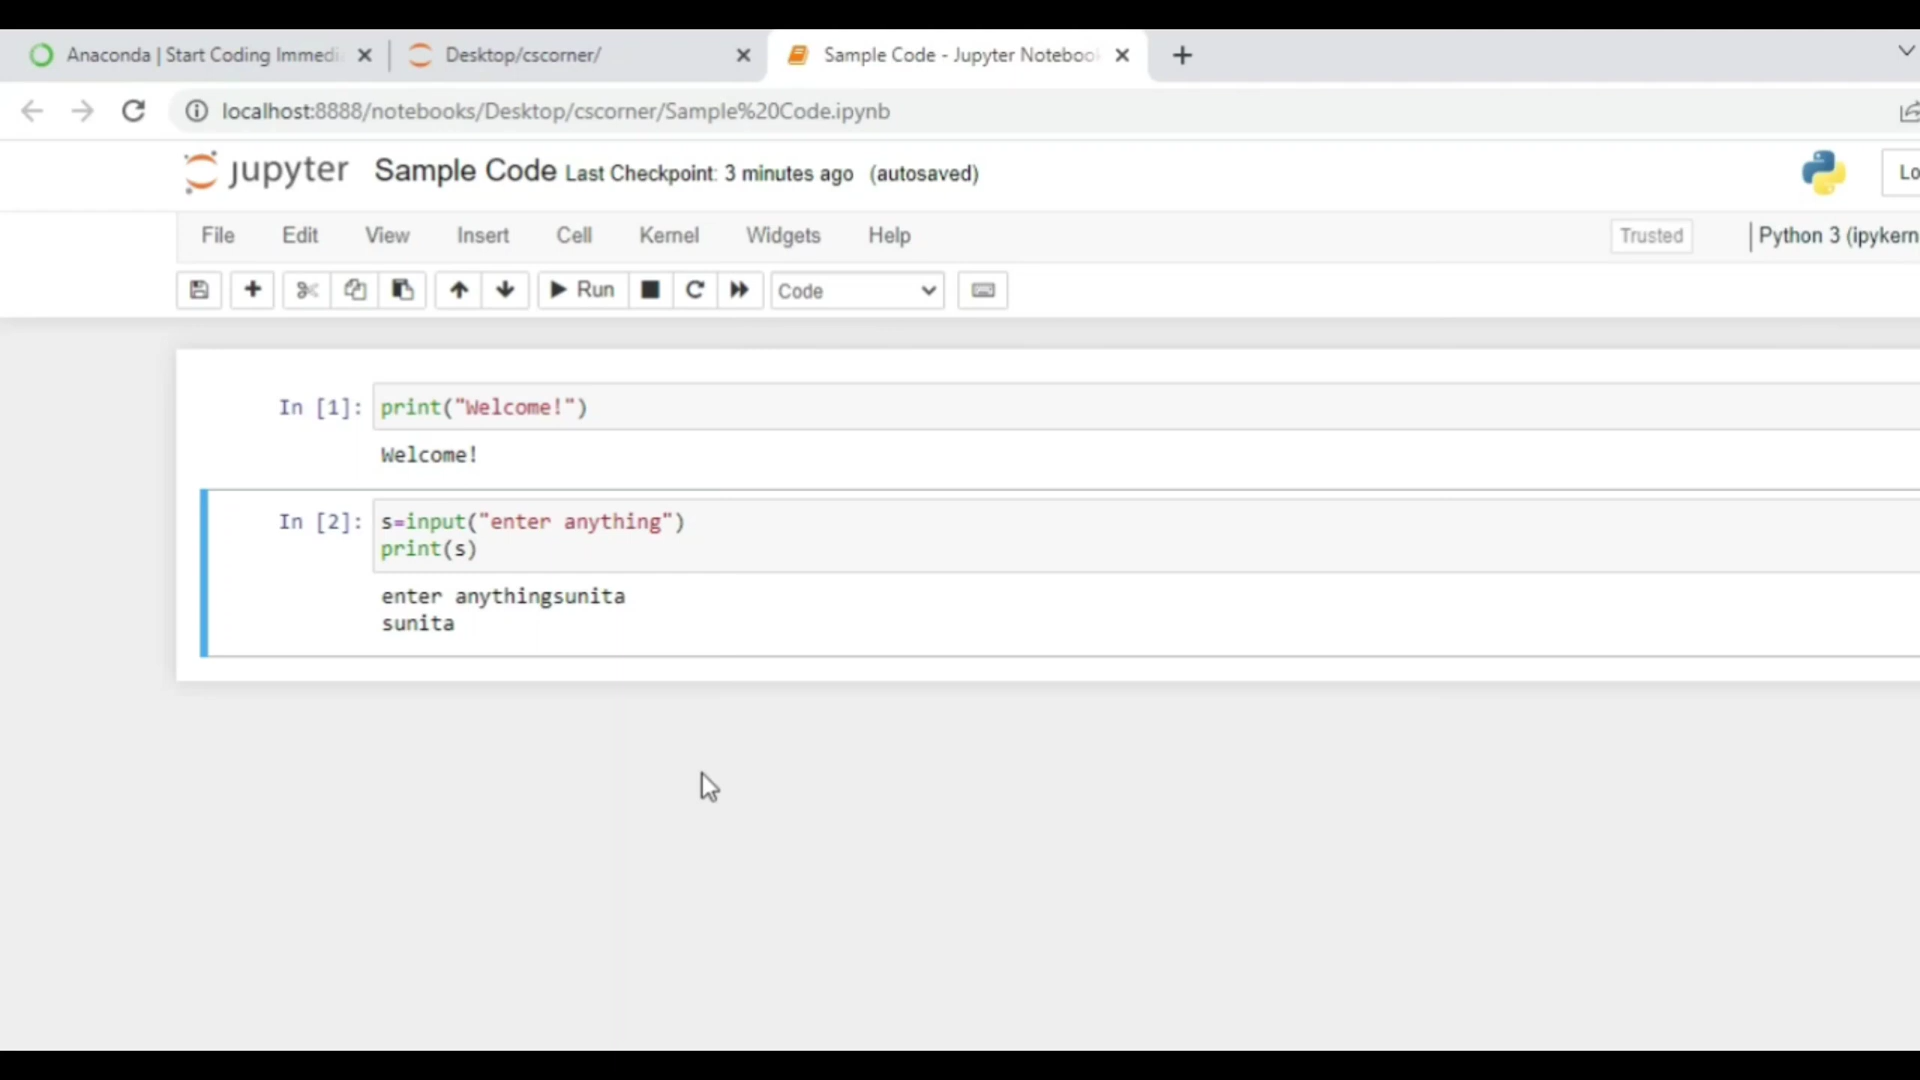 Anaconda | Start Coding Immedi
Desktop/cscorner/
Sample Code - Jupyter Notebook
localhost:8888/notebooks/Desktop/cscorner/Sample%20Code.ipynb
jupyter Sample Code Last Checkpoint: 3 minutes ago (autosaved)
Lo
File Edit View Insert Cell Kernel Widgets Help
Trusted
Python 3 (ipykern
Run
Code
In [1]: print("Welcome!")
Welcome!
In [2]: s=input("enter anything")
print(s)
enter anythingsunita
sunita